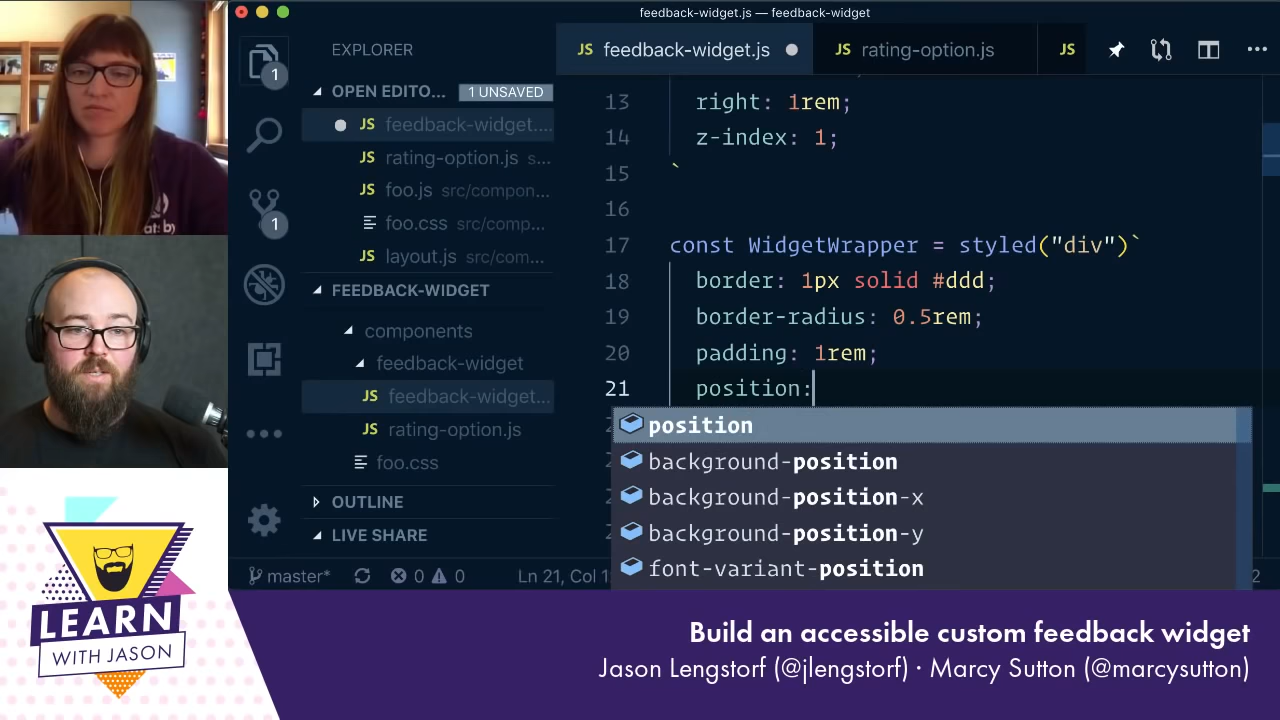 feedback-widget.js — feedback-widget
EXPLORER
JS feedback-widget.js
JS rating-option.js
JS
1
OPEN EDITO... 1 UNSAVED
JS feedback-widget....
JS rating-option.js s...
JS foo.js src/compon...
foo.css src/comp...
JS layout.js src/com...
1
FEEDBACK-WIDGET
components
feedback-widget
JS feedback-widget...
JS rating-option.js
foo.css
OUTLINE
LIVE SHARE
master* 0 0 Ln 21, Col 1
13 right: 1rem;
14 z-index: 1;
15 `
16
17 const WidgetWrapper = styled("div")`
18 border: 1px solid #ddd;
19 border-radius: 0.5rem;
20 padding: 1rem;
21 position:
position
background-position
background-position-x
background-position-y
font-variant-position
LEARN
WITH JASON
Build an accessible custom feedback widget
Jason Lengstorf (@jlengstorf) · Marcy Sutton (@marcysutton)